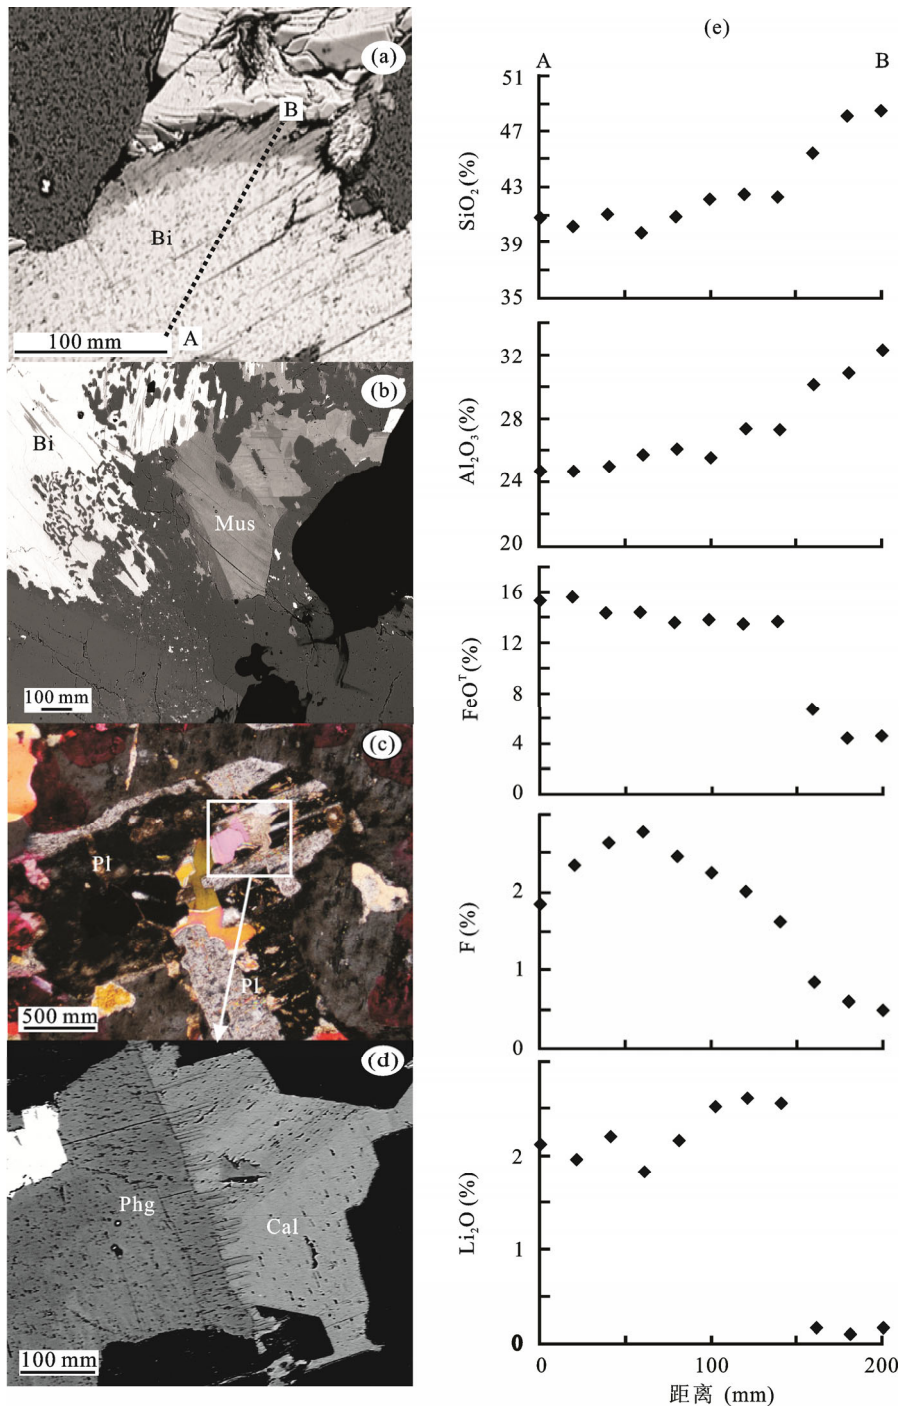 (a)
B
Bi
A
100 mm
(b)
Bi
Mus
100 mm
(c)
Pl
Pl
500 mm
(d)
Phg
Cal
100 mm
(e)
A
B
51
47
43
39
35
SiO₂(%)
32
28
24
20
Al₂O₃(%)
16
12
8
4
0
FeOᵀ(%)
2
1
0
F(%)
2
1
0
Li₂O(%)
0
100
200
距离 (mm)